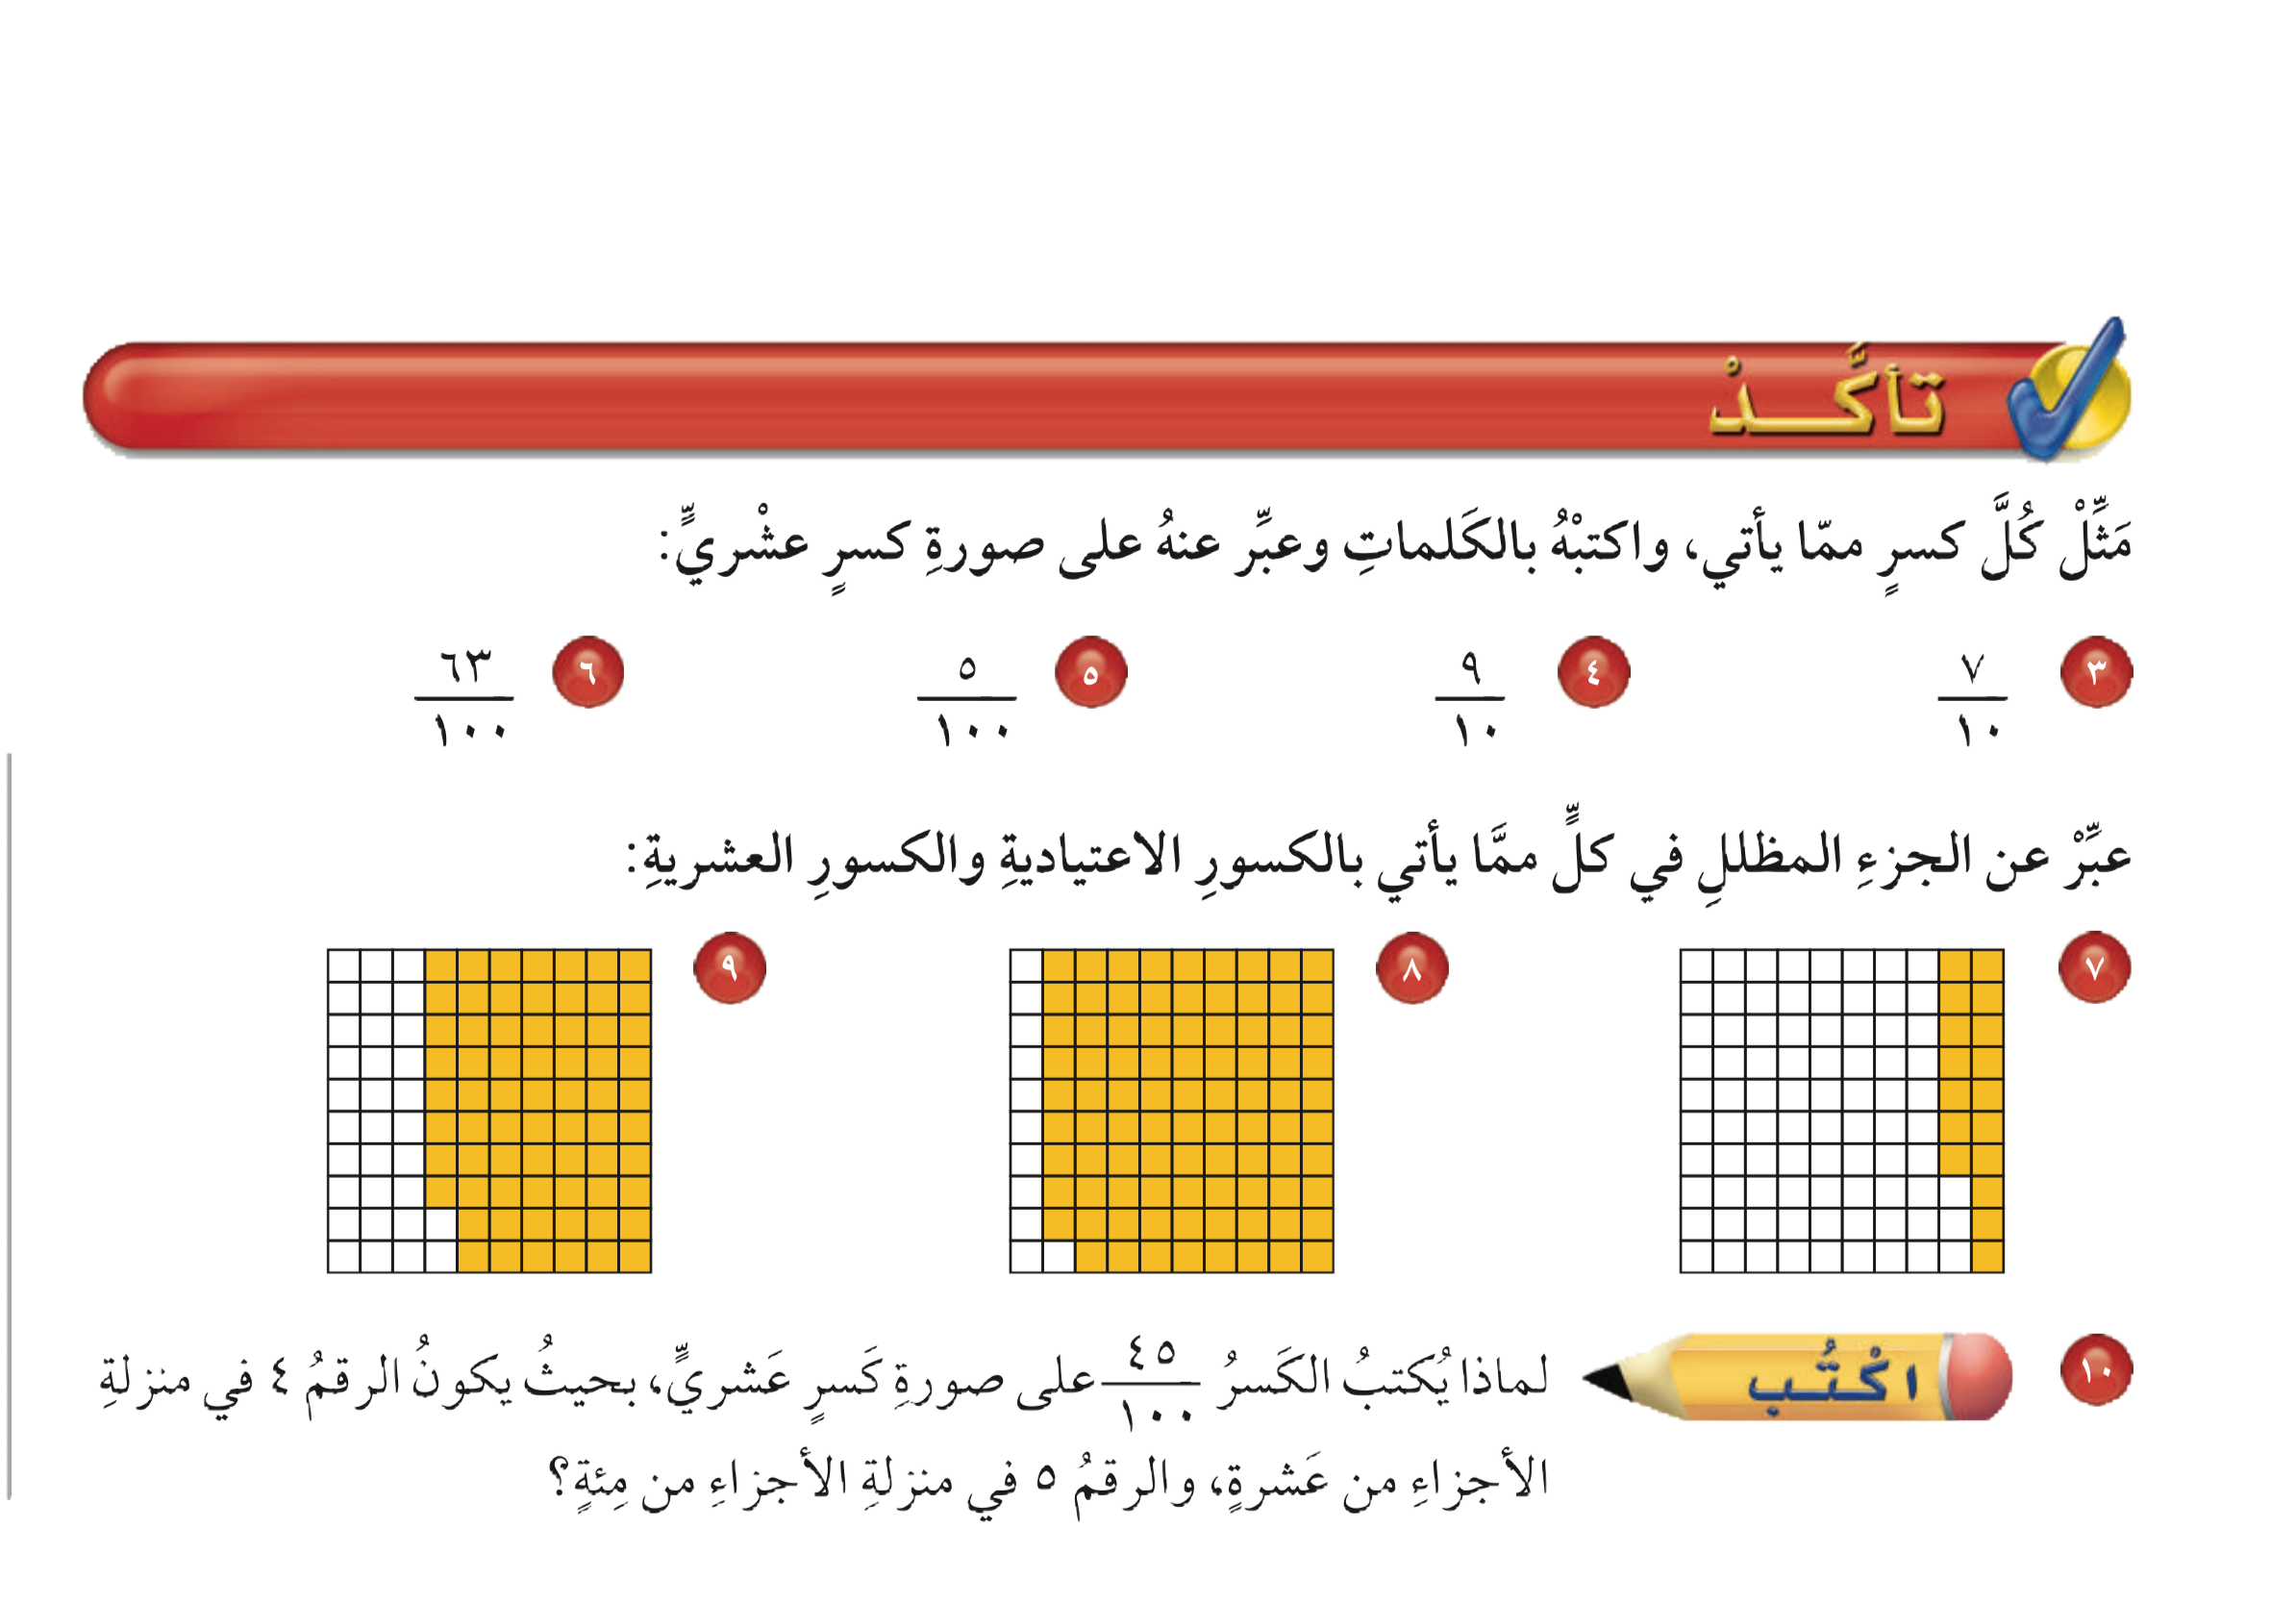 تأكَّـــدْ
مَثِّلْ كُلَّ كسرٍ ممّا يأتي، واكتبْهُ بالكَلماتِ وعبِّر عنهُ على صورةِ كسرٍ عشْريٍّ:
٣ ٧/١٠ ٤ ٩/١٠ ٥ ٥/١٠٠ ٦ ٦٣/١٠٠
عبِّرْ عن الجزءِ المظللِ في كلٍّ ممَّا يأتي بالكسورِ الاعتياديةِ والكسورِ العشريةِ:
٧ ٨ ٩
١٠ اكْتُـب لماذا يُكتبُ الكَسرُ ٤٥/١٠٠ على صورةِ كَسرٍ عَشريٍّ، بحيثُ يكونُ الرقمُ ٤ في منزلةِ
الأجزاءِ من عَشرةٍ، والرقمُ ٥ في منزلةِ الأجزاءِ من مِئةٍ؟